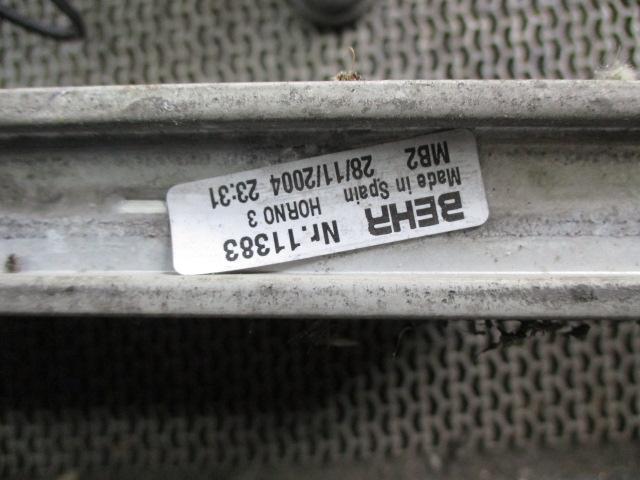 BEHR Nr.11383
Made in Spain HORNO 3
28/11/2004 23:31
MB2